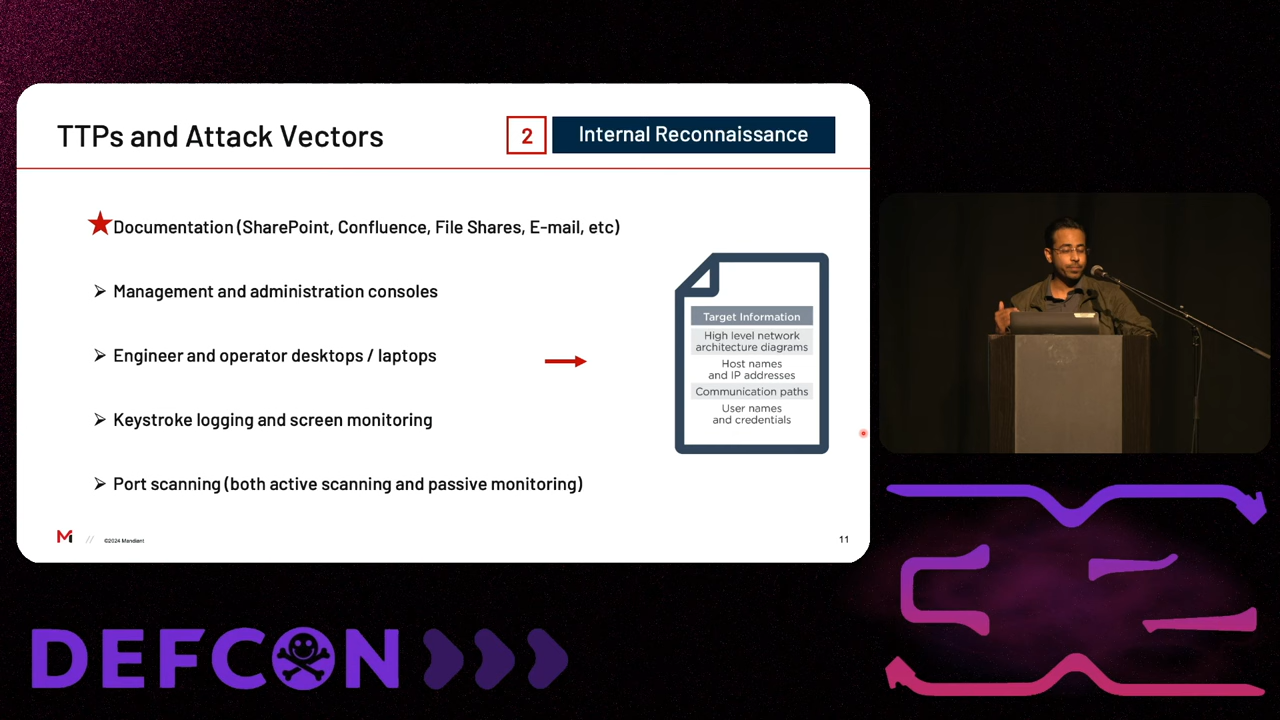 TTPs and Attack Vectors
2
Internal Reconnaissance
Documentation (SharePoint, Confluence, File Shares, E-mail, etc)
Management and administration consoles
Engineer and operator desktops / laptops
Keystroke logging and screen monitoring
Port scanning (both active scanning and passive monitoring)
Target Information
High level network
architecture diagrams
Host names
and IP addresses
Communication paths
User names
and credentials
M // ©2024 Mandiant
11
DEFCON